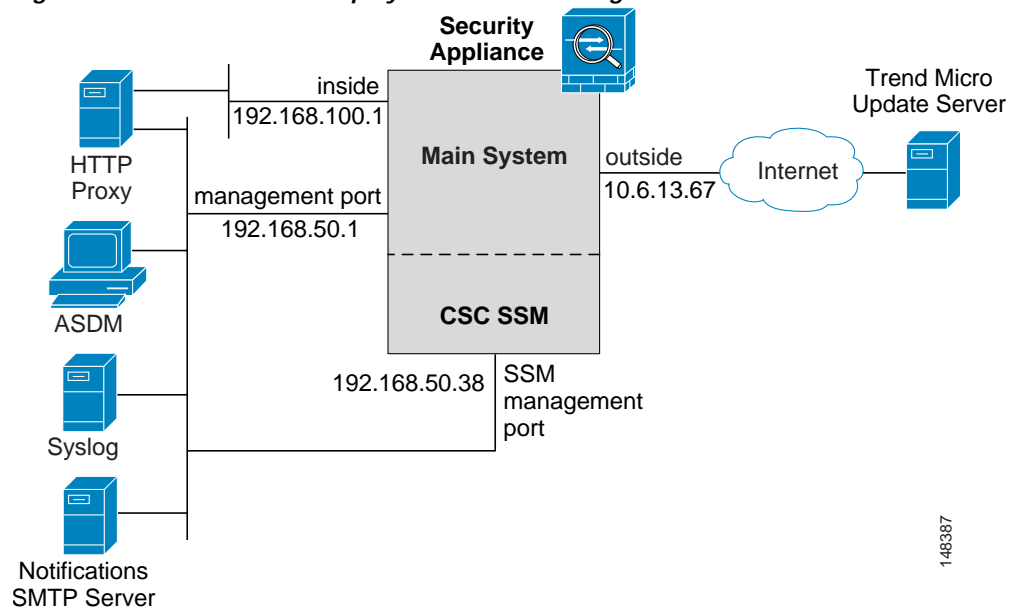 Security
Appliance
inside
192.168.100.1
Trend Micro
Update Server
HTTP
Proxy
Main System
outside
10.6.13.67
Internet
management port
192.168.50.1
ASDM
CSC SSM
192.168.50.38
SSM
management
port
Syslog
Notifications
SMTP Server
148387